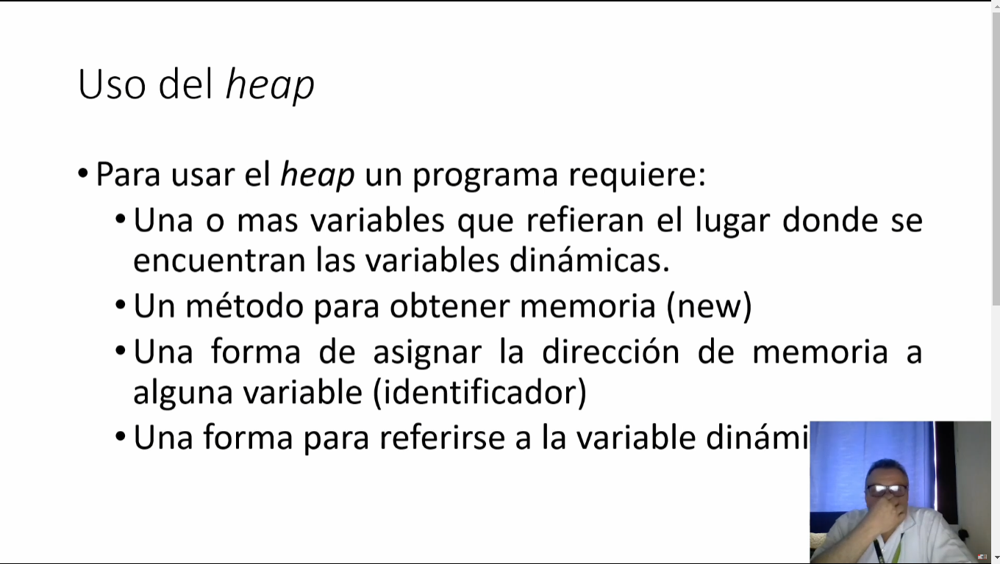 Uso del heap
• Para usar el heap un programa requiere:
• Una o mas variables que refieran el lugar donde se
encuentran las variables dinámicas.
• Un método para obtener memoria (new)
• Una forma de asignar la dirección de memoria a
alguna variable (identificador)
• Una forma para referirse a la variable